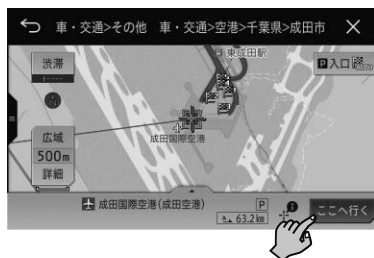 車・交通>その他 車・交通>空港>千葉県>成田市
渋滞
東成田駅
P入口
広域
500m
詳細
成田国際空港
成田国際空港(成田空港)
P
63.2km
ここへ行く